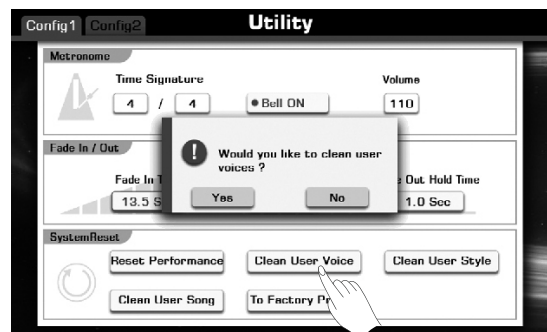 Config1 Config2 Utility
Metronome
Time Signature Volume
4 / 4 Bell ON 110
Fade In / Out
Would you like to clean user
voices ?
Fade In Out Hold Time
13.5 Yes No 1.0 Sec
SystemReset
Reset Performance Clean User Voice Clean User Style
Clean User Song To Factory